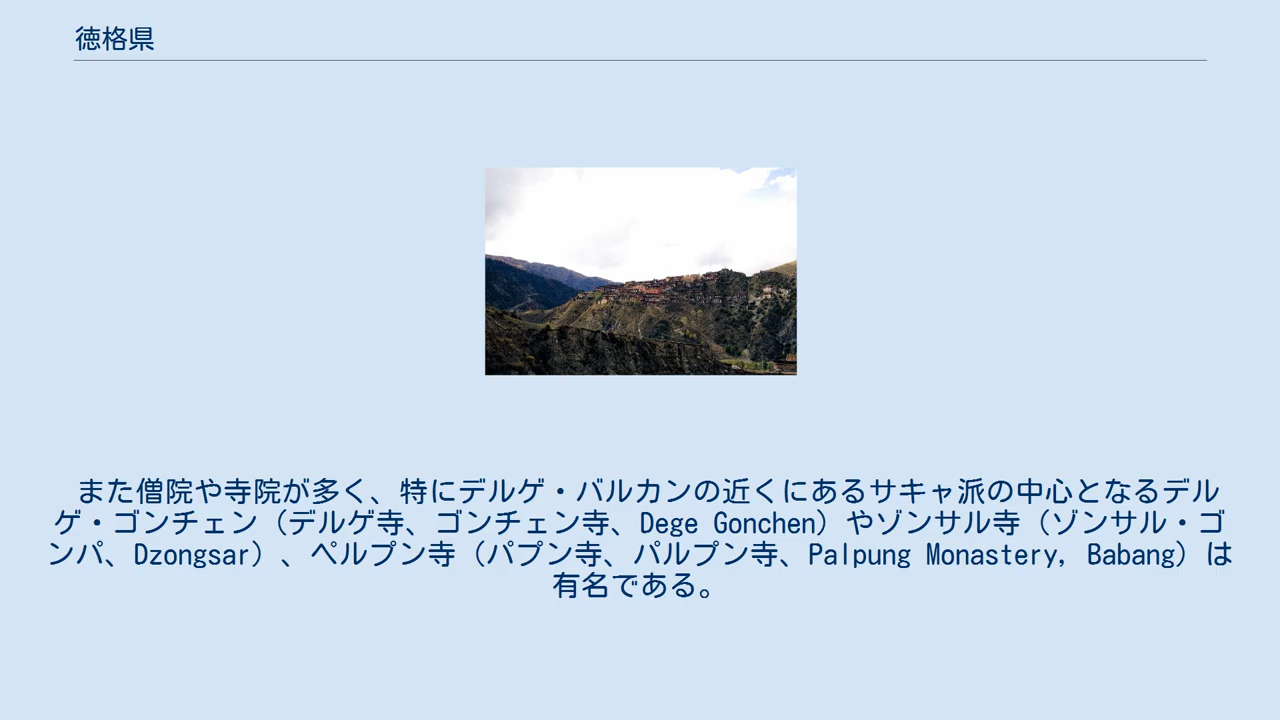 徳格県
また僧院や寺院が多く、特にデルゲ・バルカンの近くにあるサキャ派の中心となるデル
ゲ・ゴンチェン（デルゲ寺、ゴンチェン寺、Dege Gonchen）やゾンサル寺（ゾンサル・ゴ
ンパ、Dzongsar）、ペルプン寺（パプン寺、パルプン寺、Palpung Monastery, Babang）は
有名である。